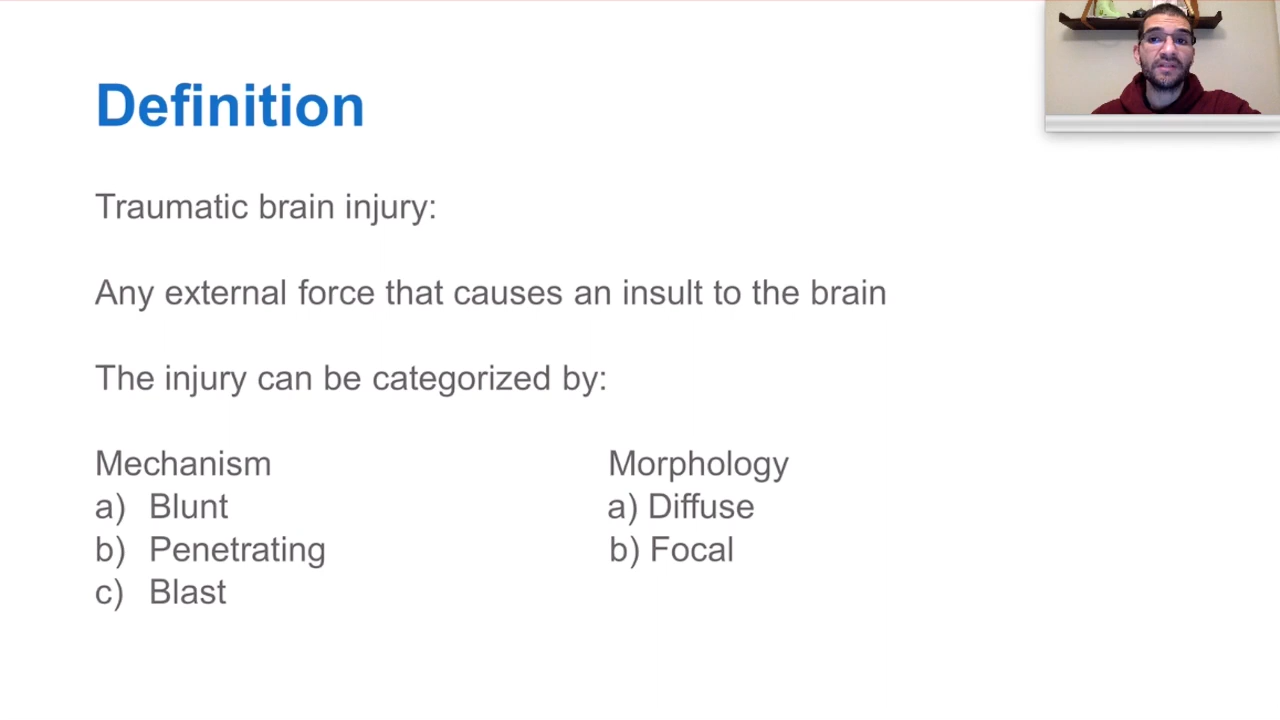 Definition
Traumatic brain injury:
Any external force that causes an insult to the brain
The injury can be categorized by:
Mechanism
a) Blunt
b) Penetrating
c) Blast
Morphology
a) Diffuse
b) Focal